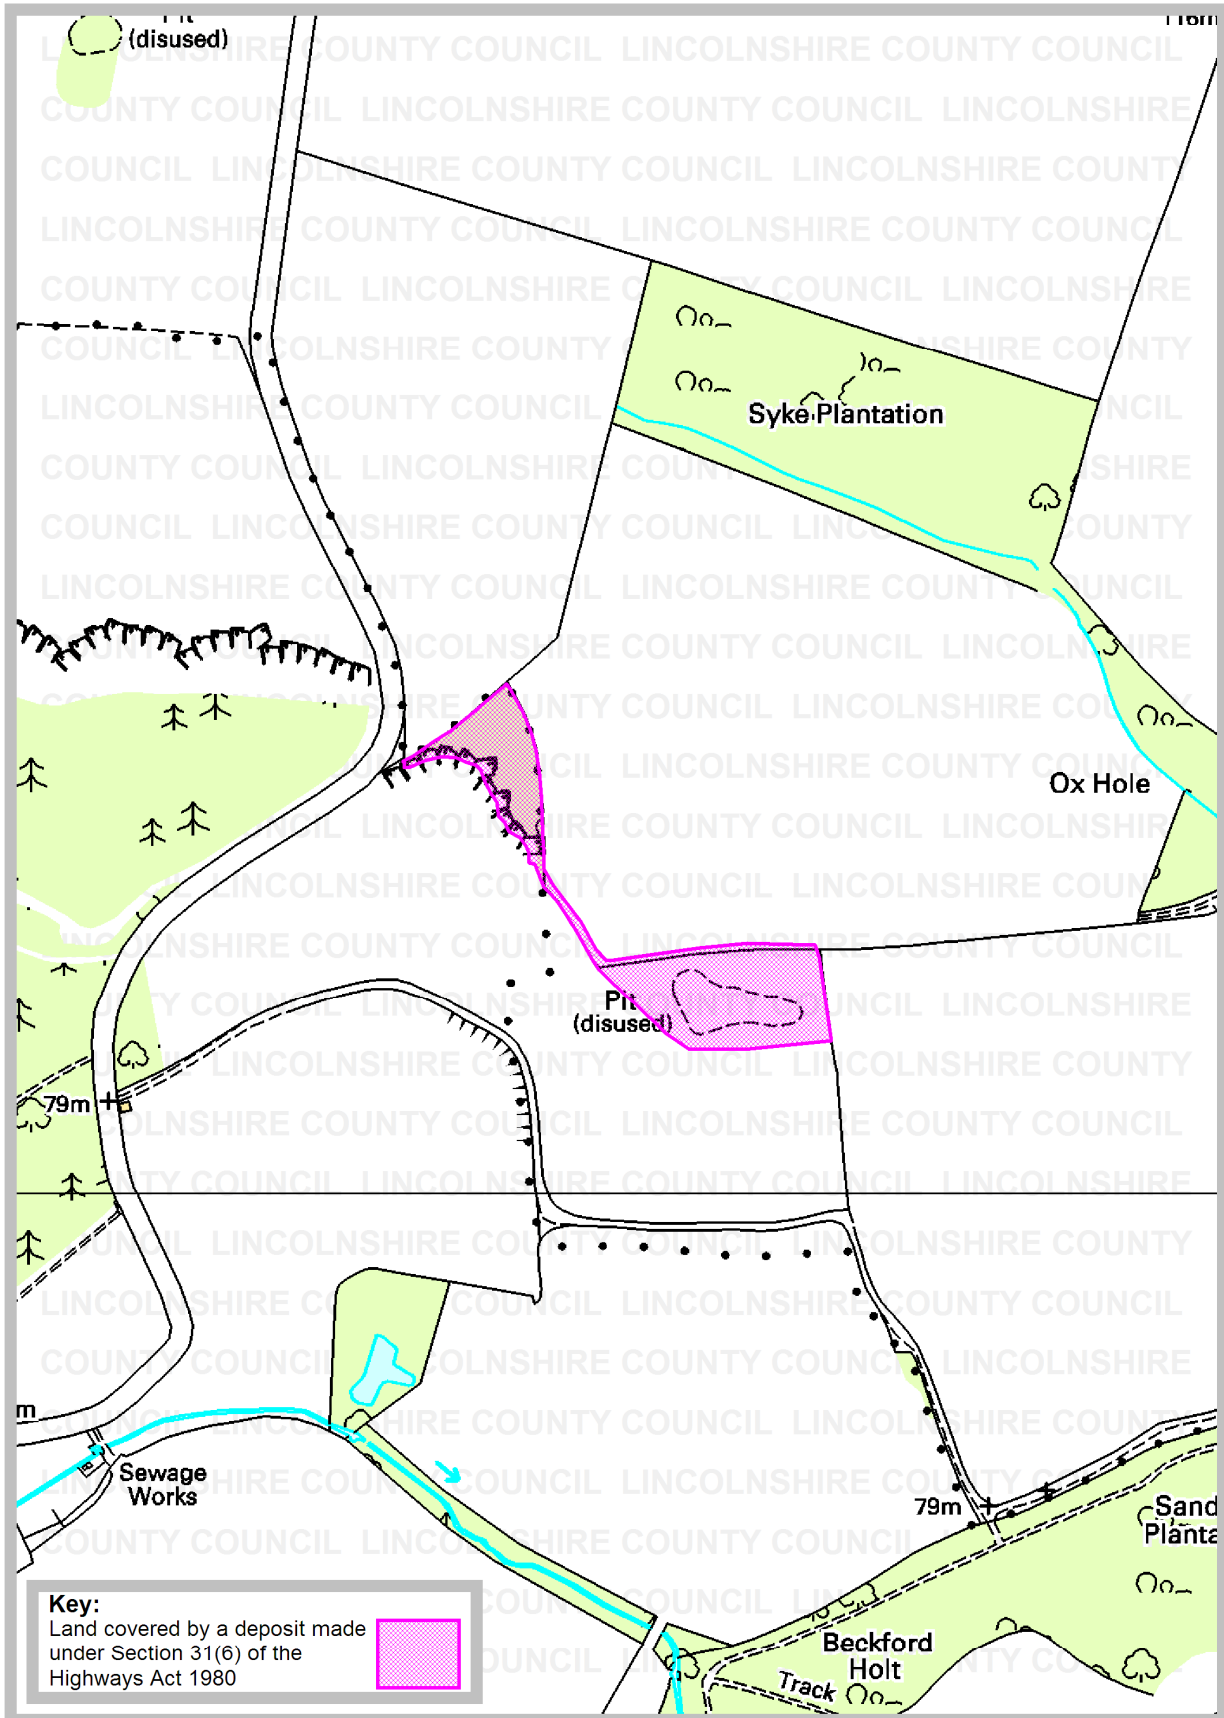 (disused)
Syke Plantation
Ox Hole
Pit
(disused)
79m
m
Sewage
Works
79m
Sand
Planta
Beckford
Holt
Track
Key:
Land covered by a deposit made
under Section 31(6) of the
Highways Act 1980
LINCOLNSHIRE COUNTY COUNCIL